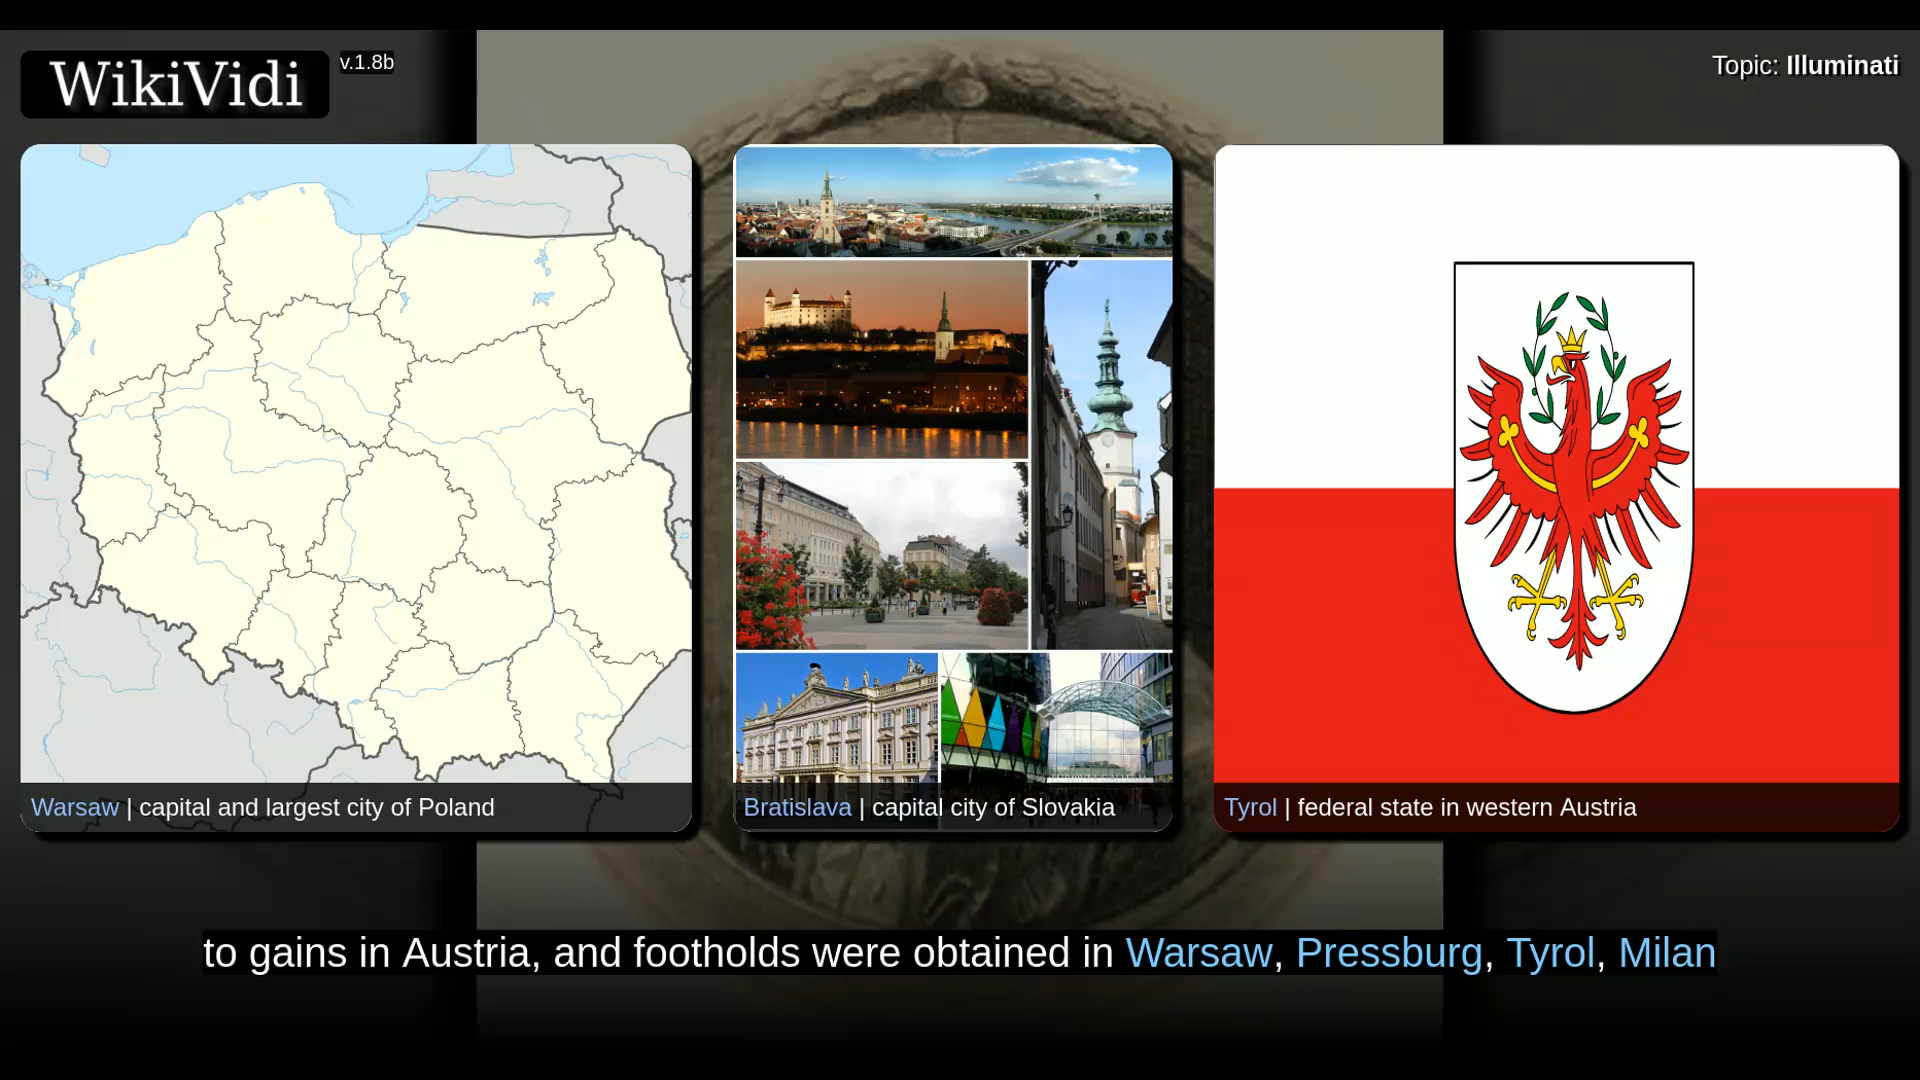 WikiVidi
v.1.8b
Topic: Illuminati
Warsaw | capital and largest city of Poland
Bratislava | capital city of Slovakia
Tyrol | federal state in western Austria
to gains in Austria, and footholds were obtained in Warsaw, Pressburg, Tyrol, Milan